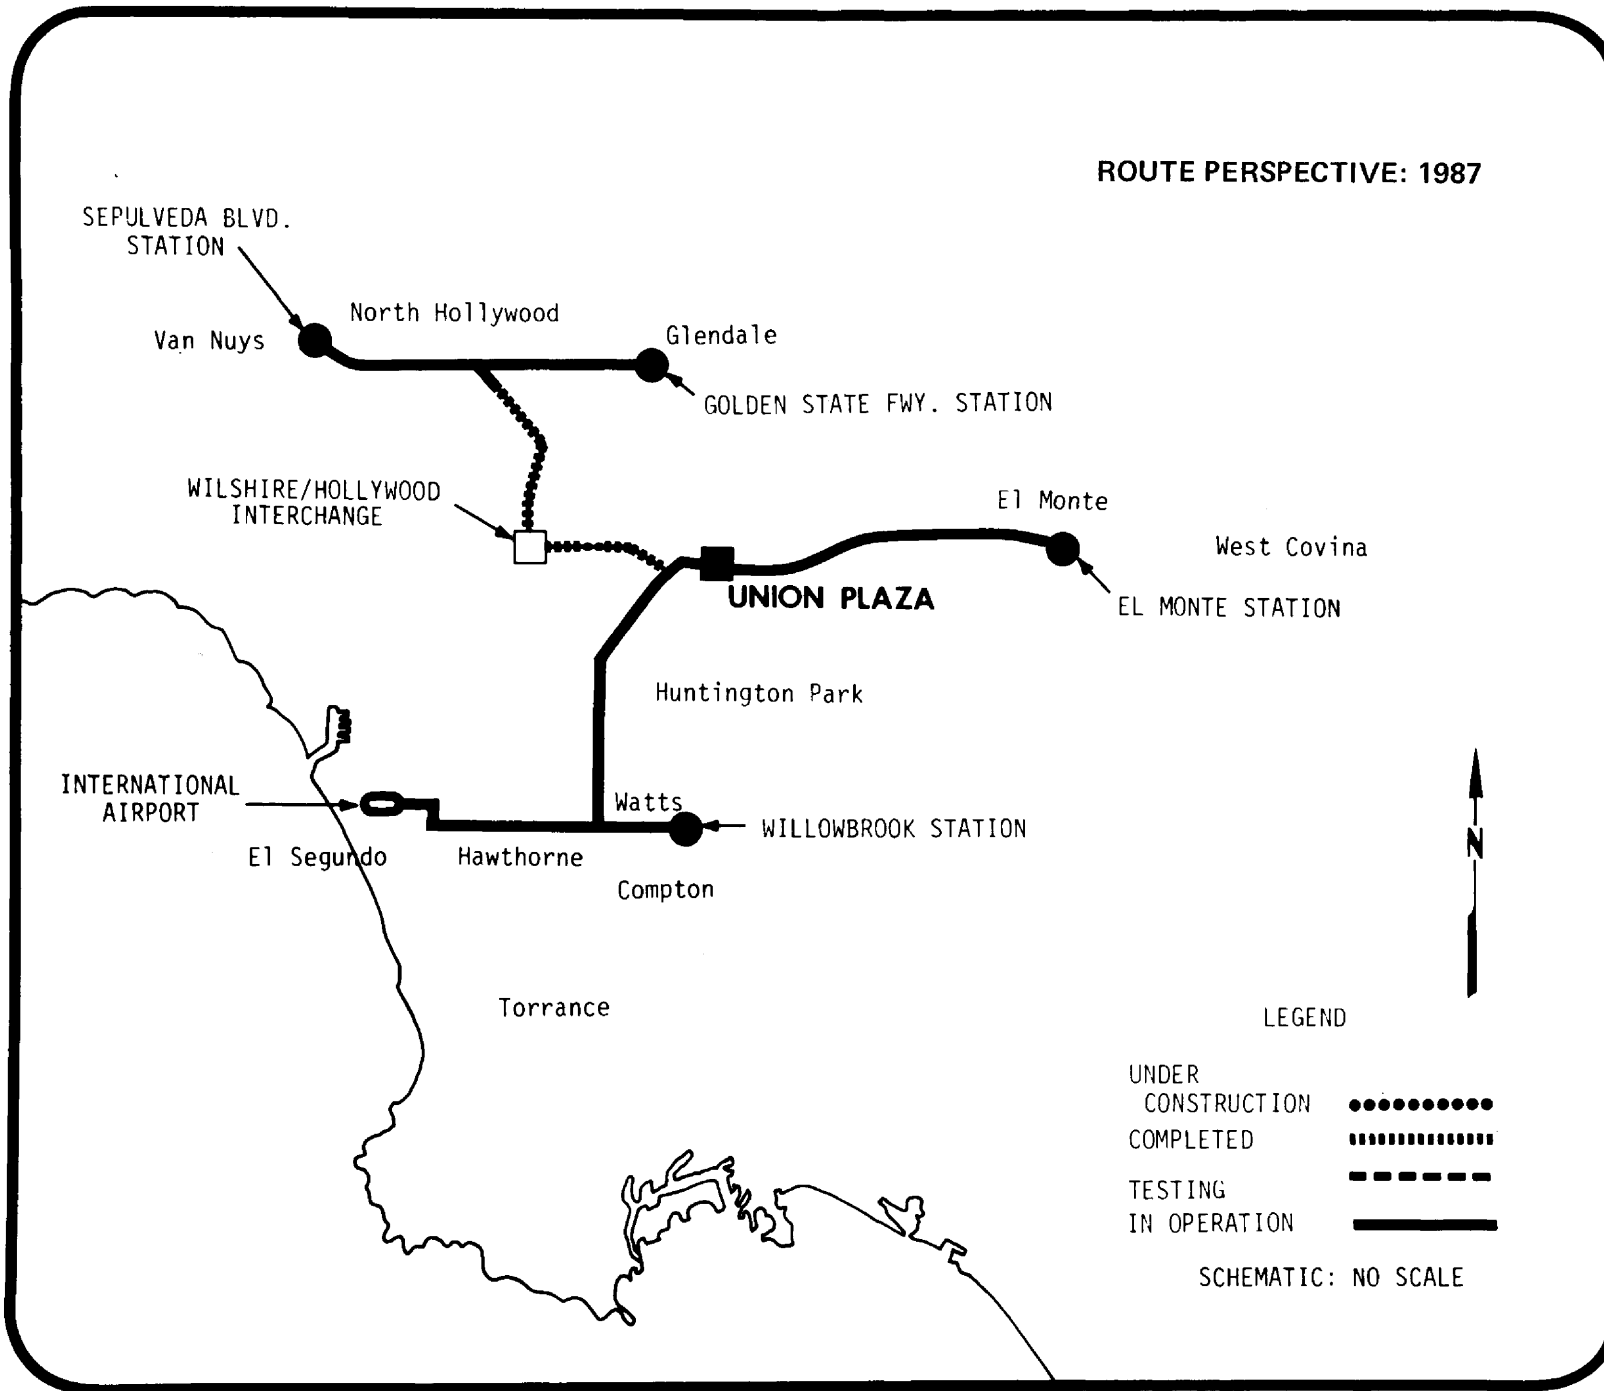 ROUTE PERSPECTIVE: 1987
SEPULVEDA BLVD.
STATION
North Hollywood
Van Nuys
Glendale
GOLDEN STATE FWY. STATION
WILSHIRE/HOLLYWOOD
INTERCHANGE
El Monte
West Covina
UNION PLAZA
EL MONTE STATION
Huntington Park
INTERNATIONAL
AIRPORT
Watts
WILLOWBROOK STATION
El Segundo
Hawthorne
Compton
N
Torrance
LEGEND
UNDER
CONSTRUCTION
COMPLETED
TESTING
IN OPERATION
SCHEMATIC: NO SCALE